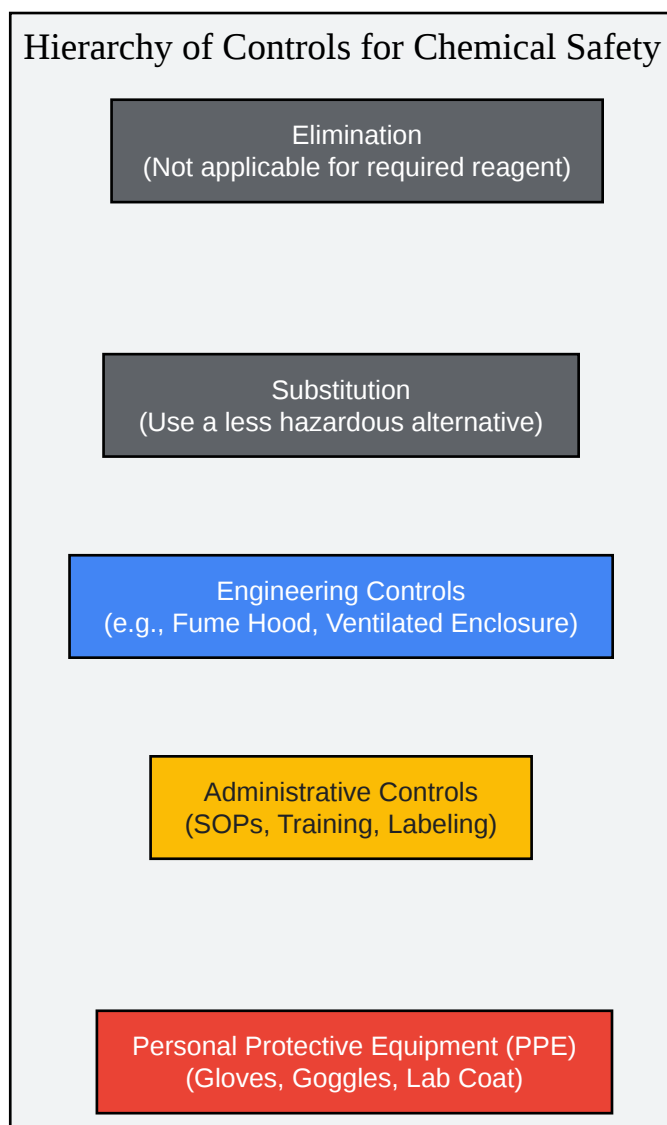 Hierarchy of Controls for Chemical Safety
Elimination
(Not applicable for required reagent)
Substitution
(Use a less hazardous alternative)
Engineering Controls
(e.g., Fume Hood, Ventilated Enclosure)
Administrative Controls
(SOPs, Training, Labeling)
Personal Protective Equipment (PPE)
(Gloves, Goggles, Lab Coat)